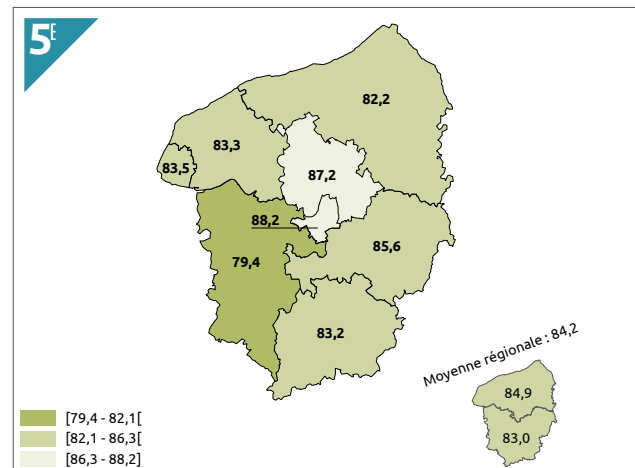 5E
82,2
83,3
83,5
87,2
88,2
85,6
79,4
83,2
Moyenne régionale : 84,2
84,9
83,0
[79,4 - 82,1[
[82,1 - 86,3[
[86,3 - 88,2]